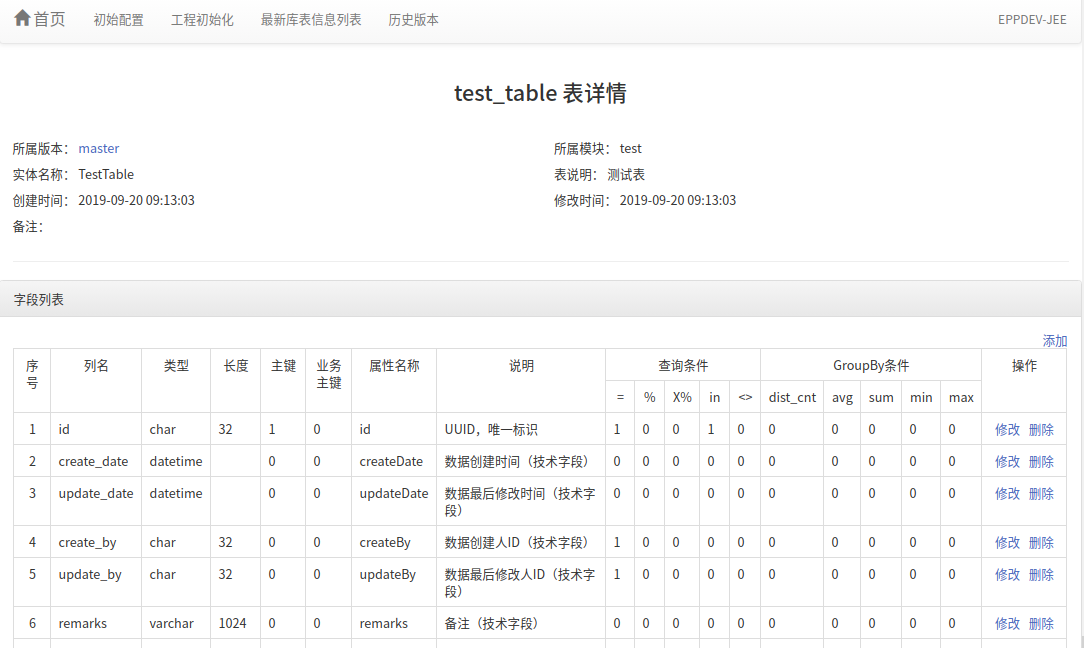 首页 初始配置 工程初始化 最新库表信息列表 历史版本 EPPDEV-JEE
test_table 表详情
所属版本： master 所属模块： test
实体名称： TestTable 表说明： 测试表
创建时间： 2019-09-20 09:13:03 修改时间： 2019-09-20 09:13:03
备注：
字段列表
添加
序号 列名 类型 长度 主键 业务主键 属性名称 说明 查询条件 GroupBy条件 操作
= % X% in <> dist_cnt avg sum min max
1 id char 32 1 0 id UUID，唯一标识 1 0 0 1 0 0 0 0 0 0 修改 删除
2 create_date datetime 0 0 createDate 数据创建时间（技术字段） 0 0 0 0 0 0 0 0 0 0 修改 删除
3 update_date datetime 0 0 updateDate 数据最后修改时间（技术字段） 0 0 0 0 0 0 0 0 0 0 修改 删除
4 create_by char 32 0 0 createBy 数据创建人ID（技术字段） 1 0 0 0 0 0 0 0 0 0 修改 删除
5 update_by char 32 0 0 updateBy 数据最后修改人ID（技术字段） 1 0 0 0 0 0 0 0 0 0 修改 删除
6 remarks varchar 1024 0 0 remarks 备注（技术字段） 0 0 0 0 0 0 0 0 0 0 修改 删除